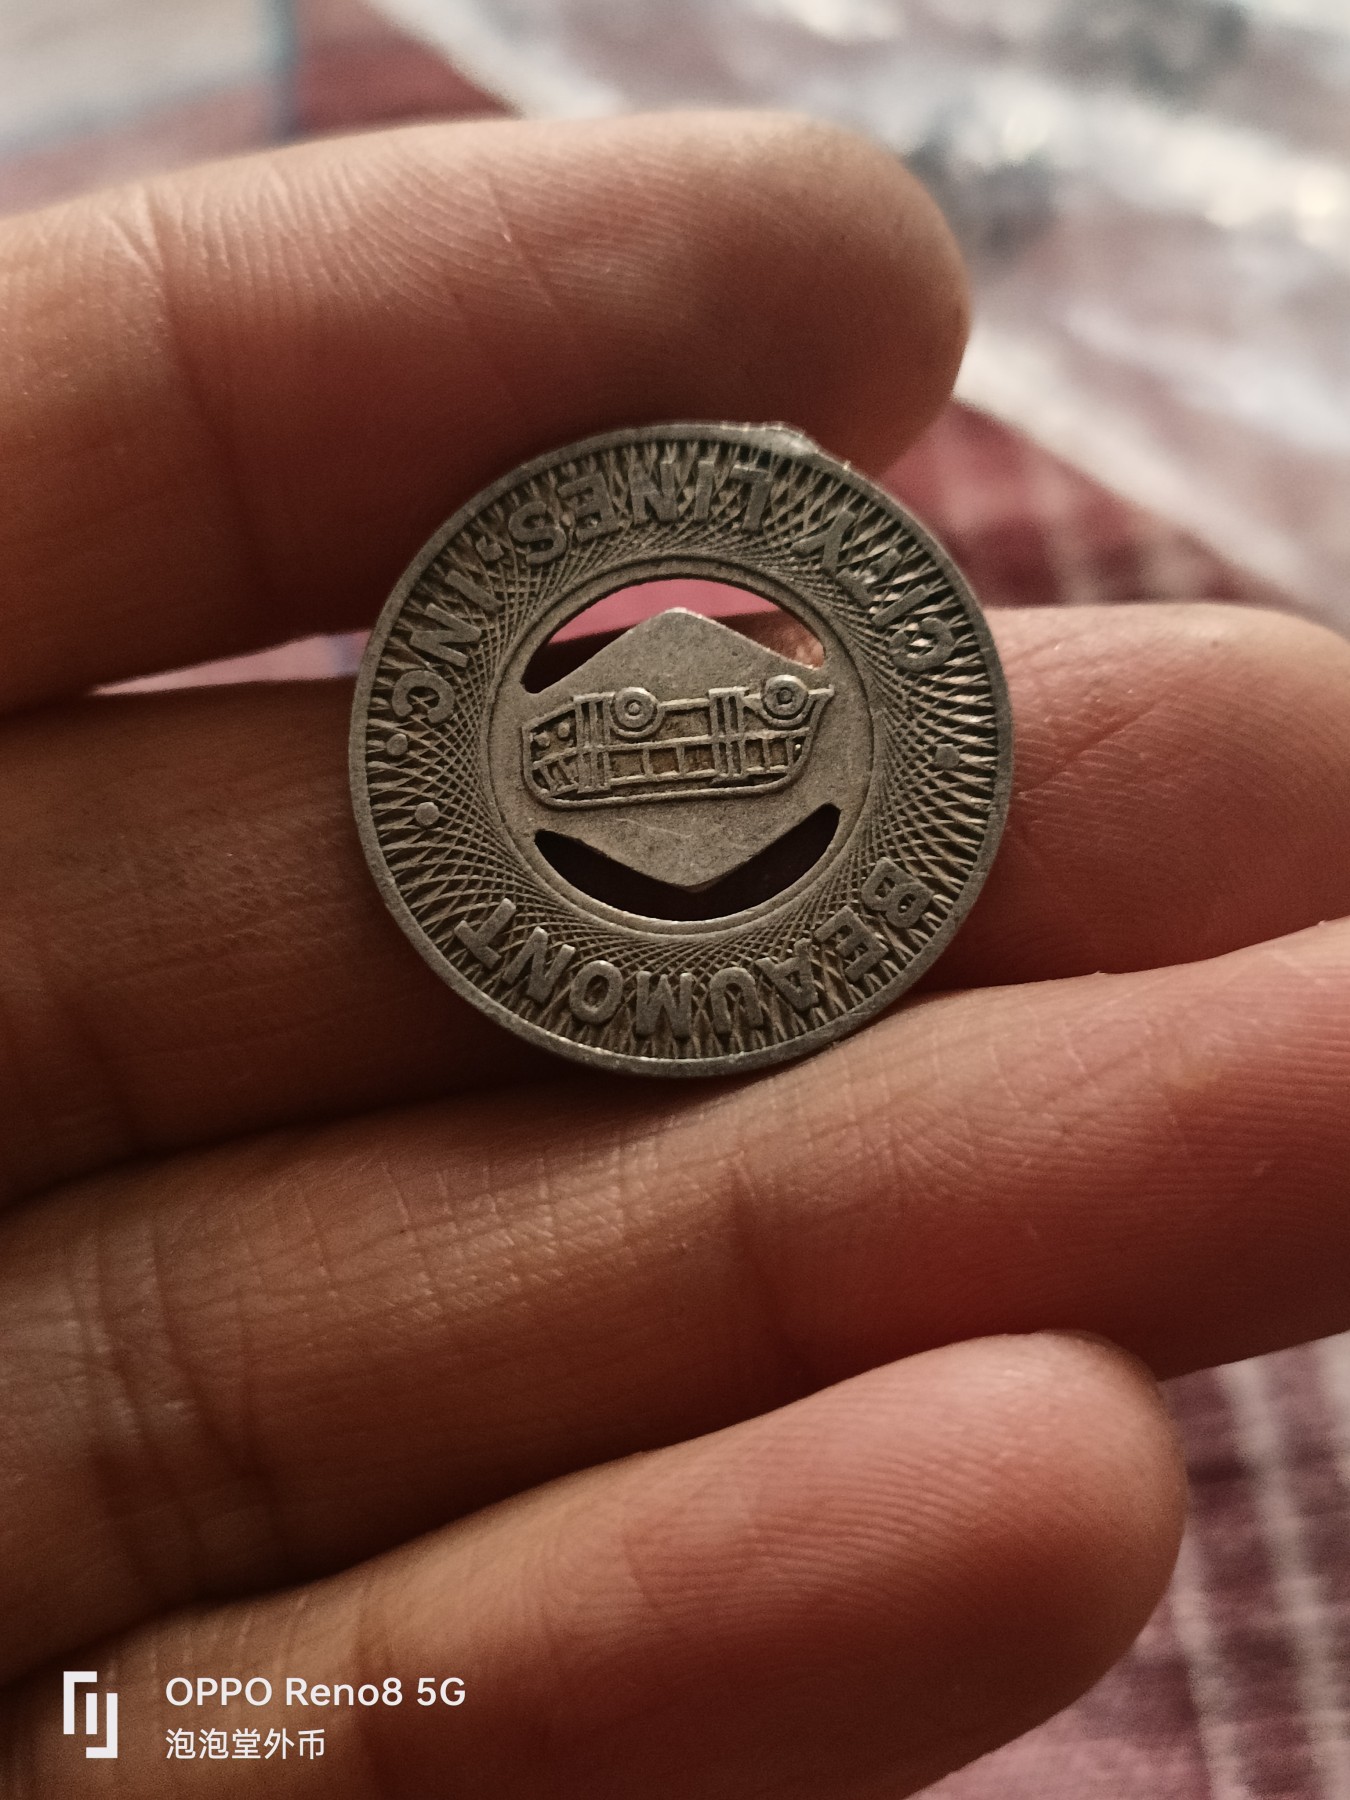 BEAUMONT
CITY LINES, INC.
OPPO Reno8 5G
泡泡堂外币